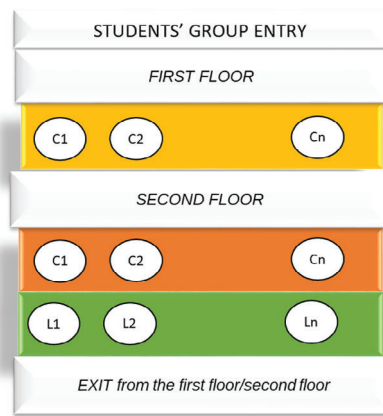 STUDENTS’ GROUP ENTRY
FIRST FLOOR
C1 C2 Cn
SECOND FLOOR
C1 C2 Cn
L1 L2 Ln
EXIT from the first floor/second floor